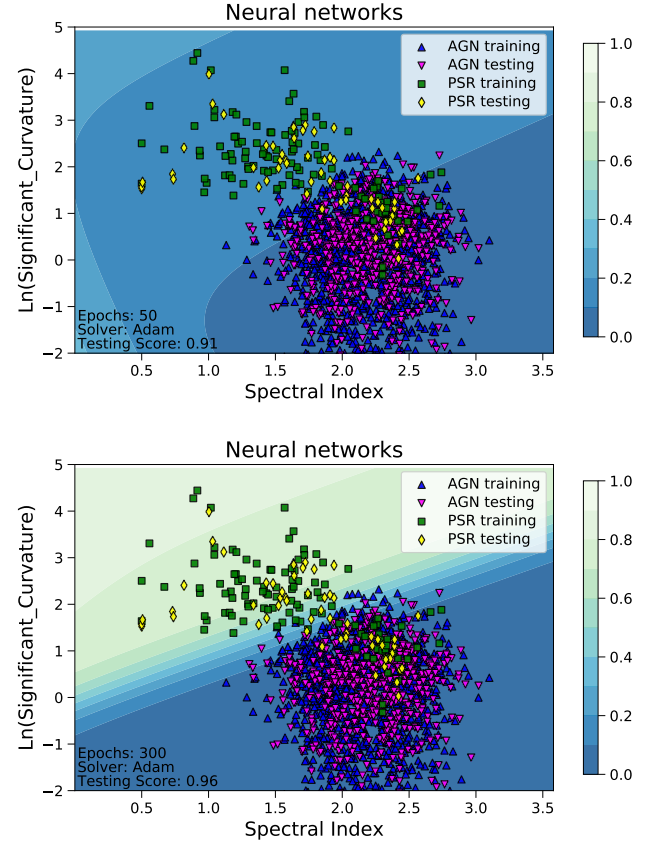 Neural networks
5
4
3
2
1
0
−1
−2
Ln(Significant_Curvature)
AGN training
AGN testing
PSR training
PSR testing
Epochs: 50
Solver: Adam
Testing Score: 0.91
0.5 1.0 1.5 2.0 2.5 3.0 3.5
Spectral Index
1.0
0.8
0.6
0.4
0.2
0.0
Neural networks
5
4
3
2
1
0
−1
−2
Ln(Significant_Curvature)
AGN training
AGN testing
PSR training
PSR testing
Epochs: 300
Solver: Adam
Testing Score: 0.96
0.5 1.0 1.5 2.0 2.5 3.0 3.5
Spectral Index
1.0
0.8
0.6
0.4
0.2
0.0